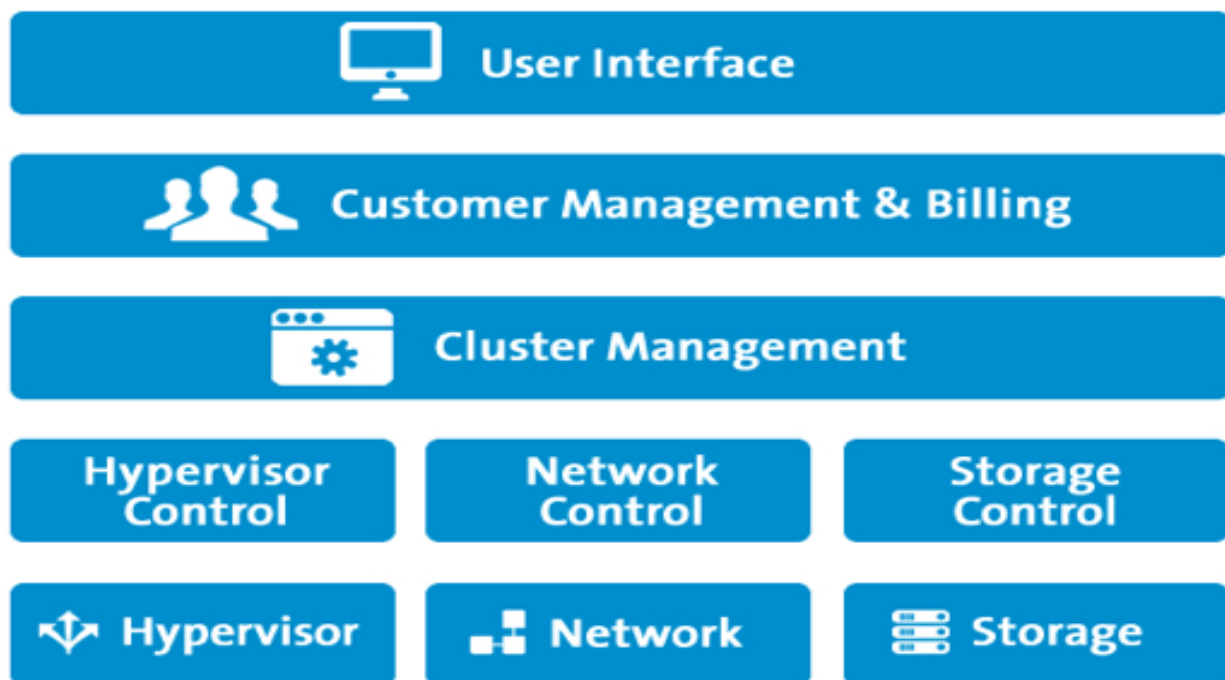 User Interface
Customer Management & Billing
Cluster Management
Hypervisor
Control
Network
Control
Storage
Control
Hypervisor
Network
Storage